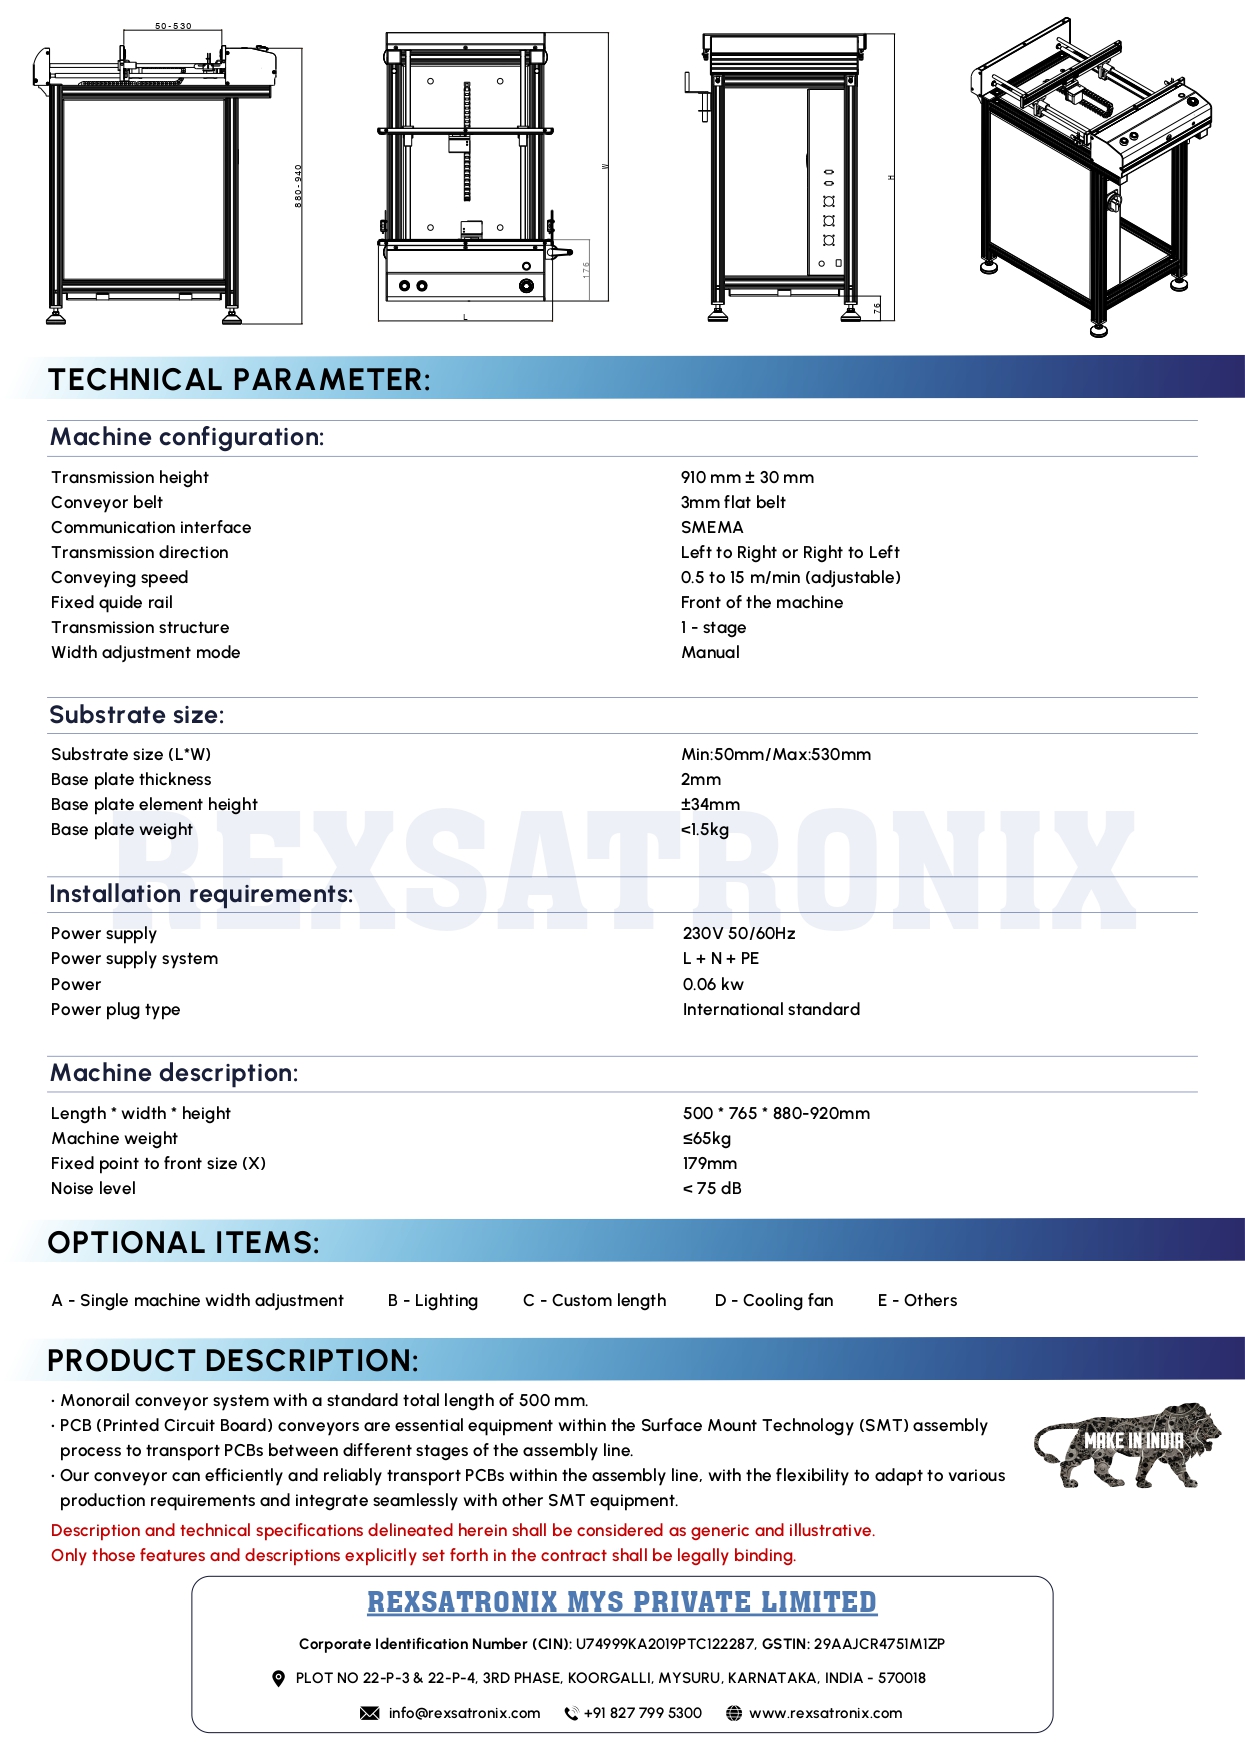 50-530
880-940
W
176
L
H
76
TECHNICAL PARAMETER:
Machine configuration:
Transmission height 910 mm ± 30 mm
Conveyor belt 3mm flat belt
Communication interface SMEMA
Transmission direction Left to Right or Right to Left
Conveying speed 0.5 to 15 m/min (adjustable)
Fixed quide rail Front of the machine
Transmission structure 1 - stage
Width adjustment mode Manual
Substrate size:
Substrate size (L*W) Min:50mm/Max:530mm
Base plate thickness 2mm
Base plate element height ±34mm
Base plate weight <1.5kg
REXSATRONIX
Installation requirements:
Power supply 230V 50/60Hz
Power supply system L + N + PE
Power 0.06 kw
Power plug type International standard
Machine description:
Length * width * height 500 * 765 * 880-920mm
Machine weight ≤65kg
Fixed point to front size (X) 179mm
Noise level < 75 dB
OPTIONAL ITEMS:
A - Single machine width adjustment B - Lighting C - Custom length D - Cooling fan E - Others
PRODUCT DESCRIPTION:
· Monorail conveyor system with a standard total length of 500 mm.
· PCB (Printed Circuit Board) conveyors are essential equipment within the Surface Mount Technology (SMT) assembly
process to transport PCBs between different stages of the assembly line.
· Our conveyor can efficiently and reliably transport PCBs within the assembly line, with the flexibility to adapt to various
production requirements and integrate seamlessly with other SMT equipment.
MAKE IN INDIA
Description and technical specifications delineated herein shall be considered as generic and illustrative.
Only those features and descriptions explicitly set forth in the contract shall be legally binding.
REXSATRONIX MYS PRIVATE LIMITED
Corporate Identification Number (CIN): U74999KA2019PTC122287, GSTIN: 29AAJCR4751M1ZP
PLOT NO 22-P-3 & 22-P-4, 3RD PHASE, KOORGALLI, MYSURU, KARNATAKA, INDIA - 570018
info@rexsatronix.com +91 827 799 5300 www.rexsatronix.com